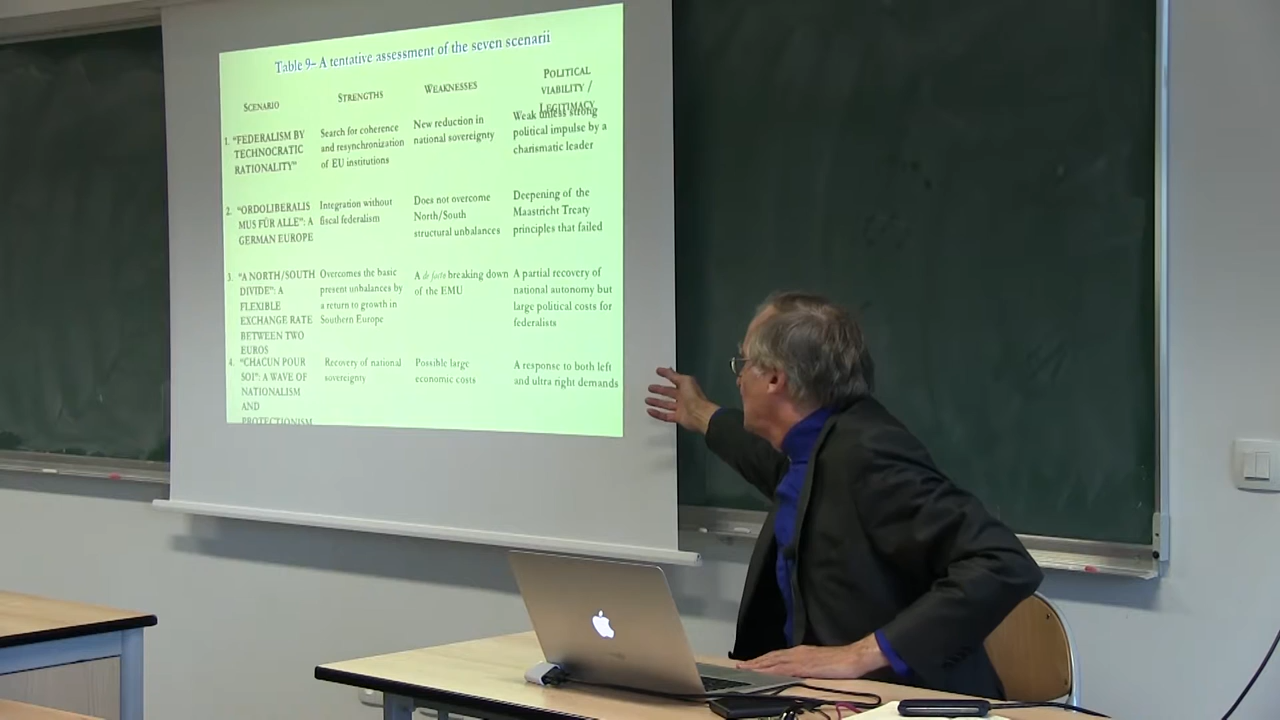 Table 9– A tentative assessment of the seven scenarii
SCENARIO
STRENGTHS
WEAKNESSES
POLITICAL
VIABILITY /
LEGITIMACY
1. "FEDERALISM BY
TECHNOCRATIC
RATIONALITY"
Search for coherence
and resynchronization
of EU institutions
New reduction in
national sovereignty
Weak unless strong
political impulse by a
charismatic leader
2. "ORDOLIBERALIS
MUS FÜR ALLE": A
GERMAN EUROPE
Integration without
fiscal federalism
Does not overcome
North/South
structural unbalances
Deepening of the
Maastricht Treaty
principles that failed
3. "A NORTH/SOUTH
DIVIDE": A
FLEXIBLE
EXCHANGE RATE
BETWEEN TWO
EUROS
Overcomes the basic
present unbalances by
a return to growth in
Southern Europe
A de facto breaking down
of the EMU
A partial recovery of
national autonomy but
large political costs for
federalists
4. "CHACUN POUR
SOI": A WAVE OF
NATIONALISM
AND
PROTECTIONISM
Recovery of national
sovereignty
Possible large
economic costs
A response to both left
and ultra right demands